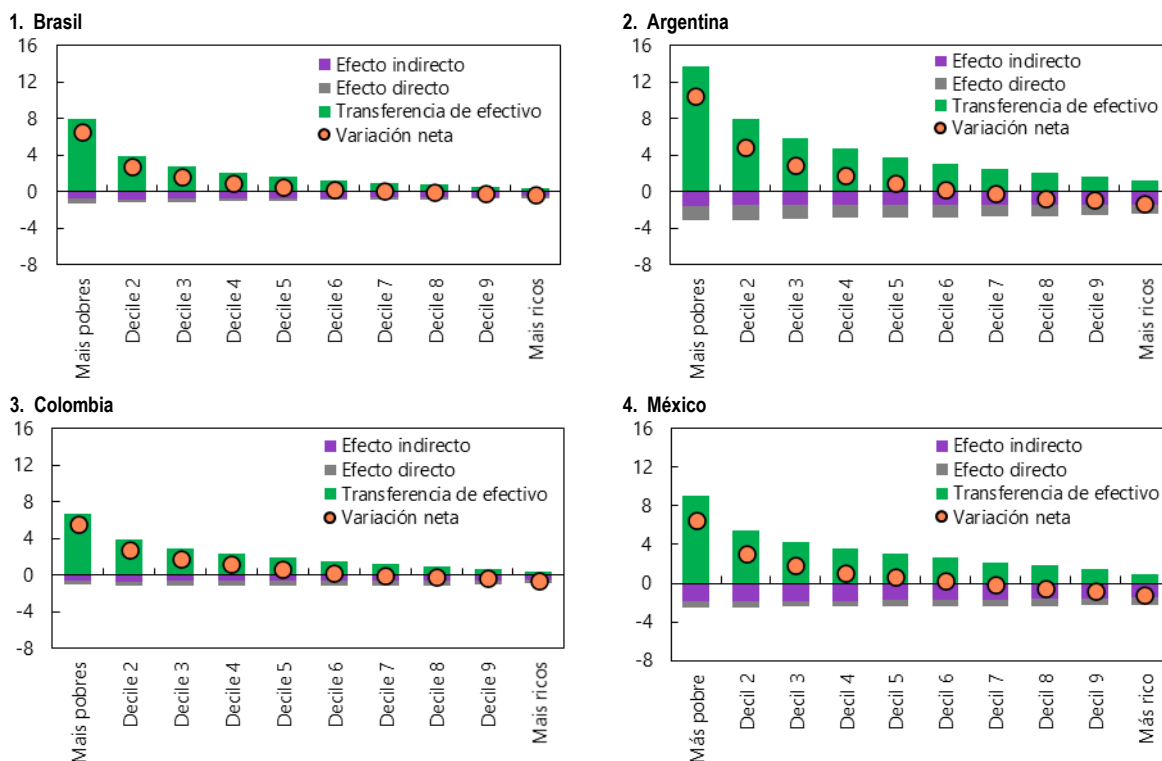 1. Brasil
16
12
8
4
0
-4
-8
Efecto indirecto
Efecto directo
Transferencia de efectivo
Variación neta
Mais pobres
Decile 2
Decile 3
Decile 4
Decile 5
Decile 6
Decile 7
Decile 8
Decile 9
Mais ricos
2. Argentina
16
12
8
4
0
-4
-8
Efecto indirecto
Efecto directo
Transferencia de efectivo
Variación neta
Mais pobres
Decile 2
Decile 3
Decile 4
Decile 5
Decile 6
Decile 7
Decile 8
Decile 9
Mais ricos
3. Colombia
16
12
8
4
0
-4
-8
Efecto indirecto
Efecto directo
Transferencia de efectivo
Variación neta
Mais pobres
Decile 2
Decile 3
Decile 4
Decile 5
Decile 6
Decile 7
Decile 8
Decile 9
Mais ricos
4. México
16
12
8
4
0
-4
-8
Efecto indirecto
Efecto directo
Transferencia de efectivo
Variación neta
Más pobre
Decil 2
Decil 3
Decil 4
Decil 5
Decil 6
Decil 7
Decil 8
Decil 9
Más rico